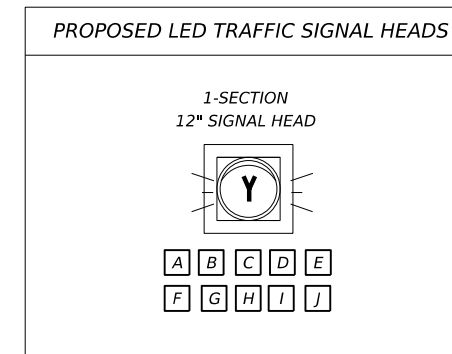 PROPOSED LED TRAFFIC SIGNAL HEADS
1-SECTION
12" SIGNAL HEAD
Y
A B C D E
F G H I J